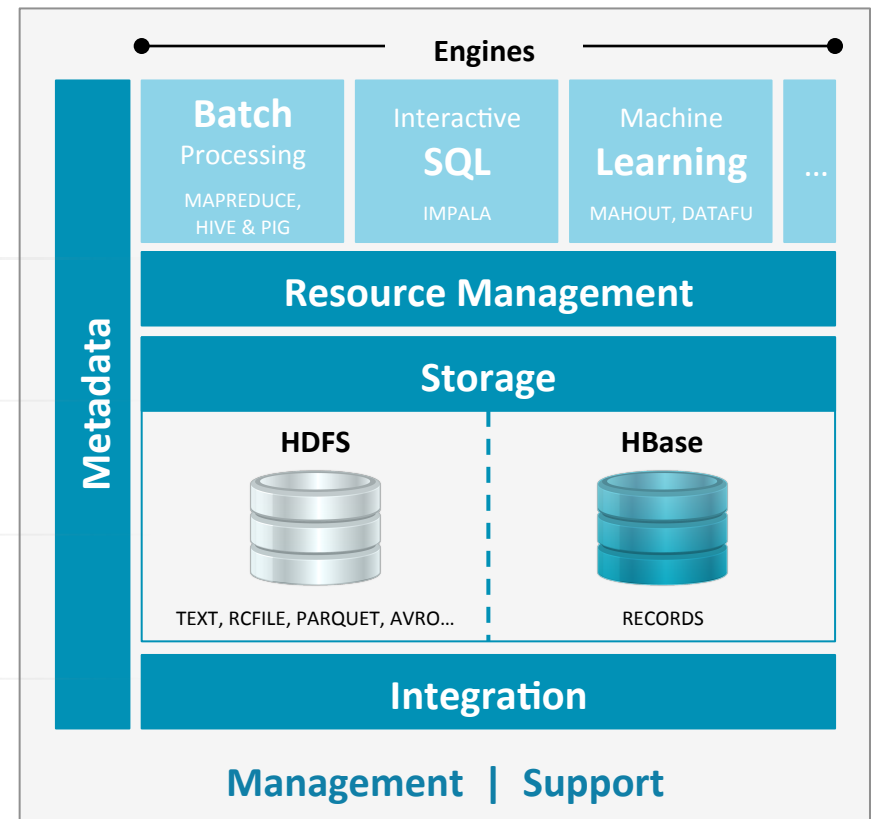 Engines
Metadata
Batch
Processing
MAPREDUCE,
HIVE & PIG
Interactive
SQL
IMPALA
Machine
Learning
MAHOUT, DATAFU
...
Resource Management
Storage
HDFS
TEXT, RCFILE, PARQUET, AVRO...
HBase
RECORDS
Integration
Management | Support